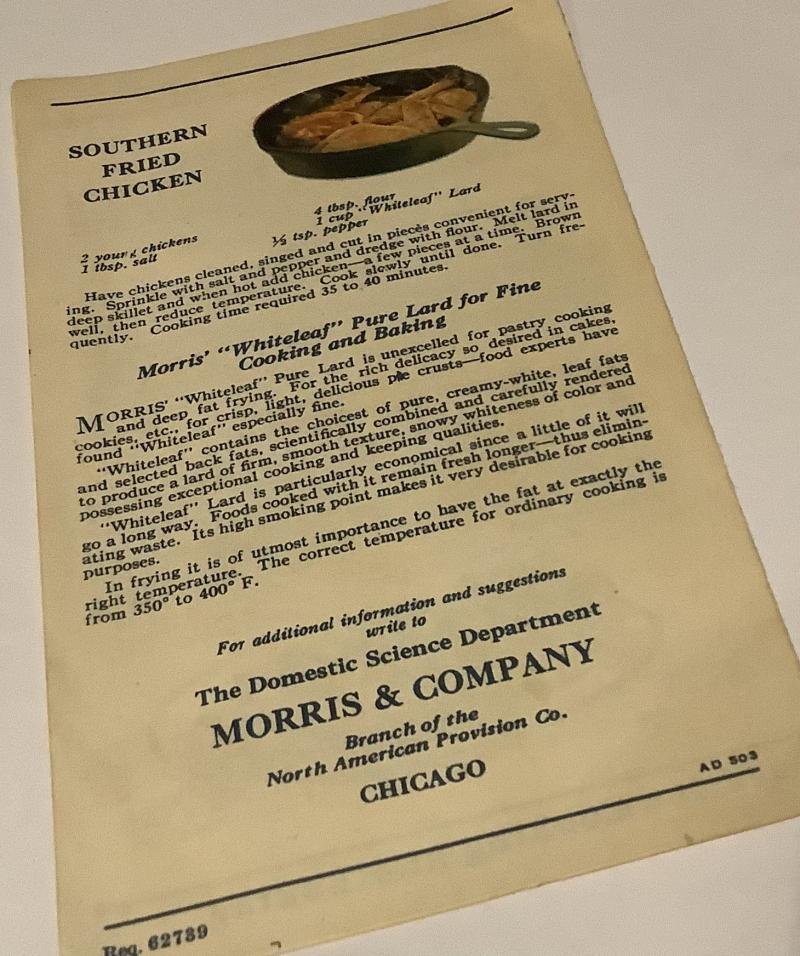 SOUTHERN
FRIED
CHICKEN
2 young chickens
1 tbsp. salt
4 tbsp. flour
1 cup "Whiteleaf" Lard
½ tsp. pepper
Have chickens cleaned, singed and cut in pieces convenient for serv-
ing. Sprinkle with salt and pepper and dredge with flour. Melt lard in
deep skillet and when hot add chicken—a few pieces at a time. Brown
well, then reduce temperature. Cook slowly until done. Turn fre-
quently. Cooking time required 35 to 40 minutes.
Morris' "Whiteleaf" Pure Lard for Fine
Cooking and Baking
MORRIS' "Whiteleaf" Pure Lard is unexcelled for pastry cooking
and deep fat frying. For the rich delicacy so desired in cakes,
cookies, etc., for crisp, light, delicious pie crusts—food experts have
found "Whiteleaf" especially fine.
"Whiteleaf" contains the choicest of pure, creamy-white, leaf fats
and selected back fats, scientifically combined and carefully rendered
to produce a lard of firm, smooth texture, snowy whiteness of color and
possessing exceptional cooking and keeping qualities.
"Whiteleaf" Lard is particularly economical since a little of it will
go a long way. Foods cooked with it remain fresh longer—thus elimin-
ating waste. Its high smoking point makes it very desirable for cooking
purposes.
In frying it is of utmost importance to have the fat at exactly the
right temperature. The correct temperature for ordinary cooking is
from 350° to 400° F.
For additional information and suggestions
write to
The Domestic Science Department
MORRIS & COMPANY
Branch of the
North American Provision Co.
CHICAGO
AD 503
Req. 62789